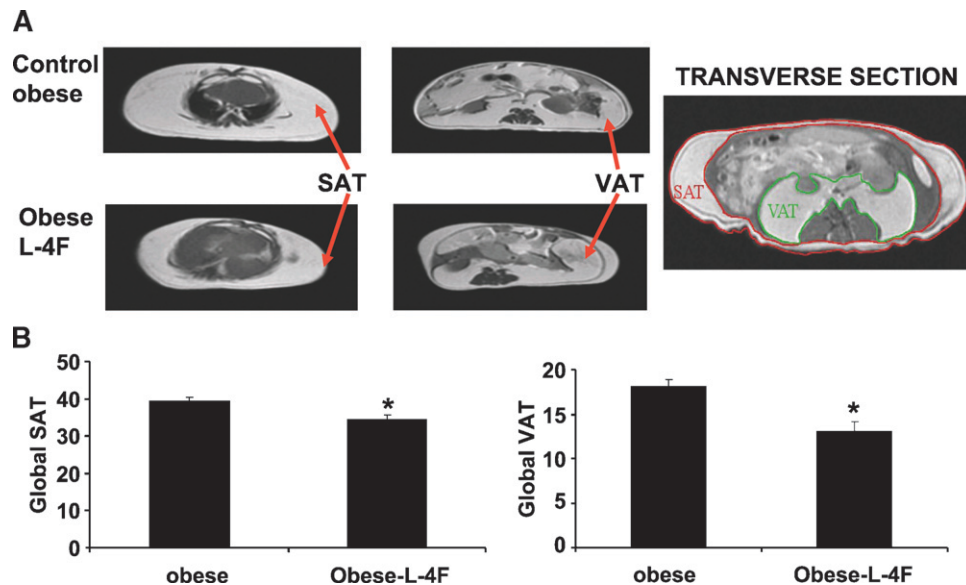 A
Control
obese
SAT
Obese
L-4F
VAT
TRANSVERSE SECTION
SAT
VAT
B
Global SAT
50
40
30
20
10
0
*
obese
Obese-L-4F
Global VAT
20
15
10
5
0
*
obese
Obese-L-4F